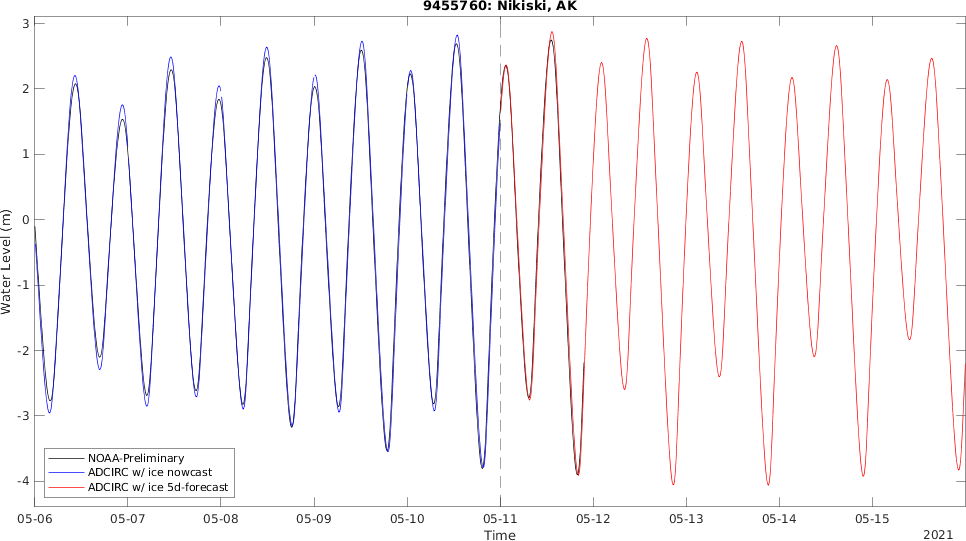 9455760: Nikiski, AK
3
2
1
0
-1
-2
-3
-4
Water Level (m)
NOAA-Preliminary
ADCIRC w/ ice nowcast
ADCIRC w/ ice 5d-forecast
05-06 05-07 05-08 05-09 05-10 05-11 05-12 05-13 05-14 05-15
Time
2021